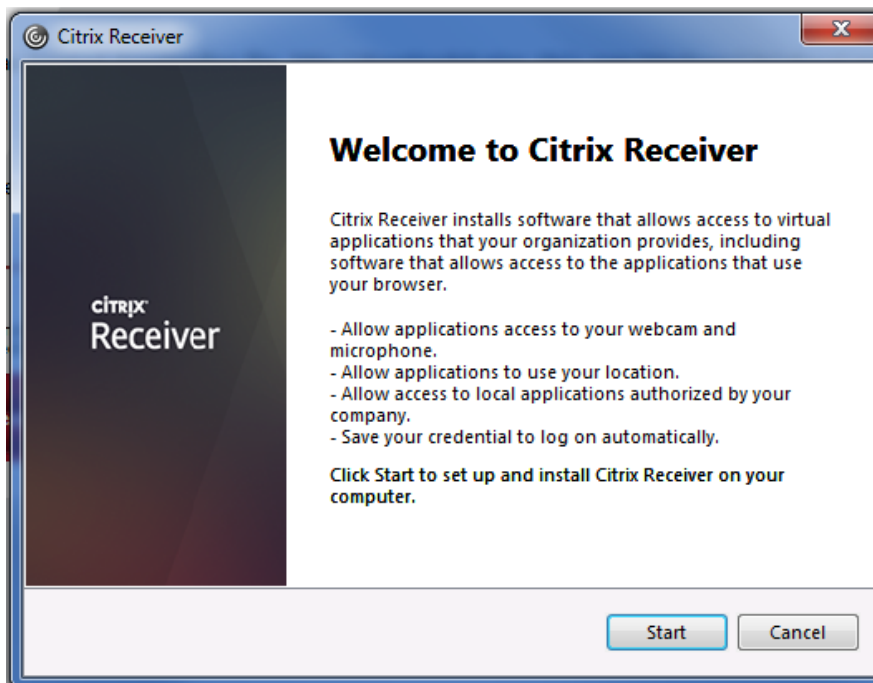 Citrix Receiver
Welcome to Citrix Receiver
Citrix Receiver installs software that allows access to virtual
applications that your organization provides, including
software that allows access to the applications that use
your browser.
- Allow applications access to your webcam and
microphone.
- Allow applications to use your location.
- Allow access to local applications authorized by your
company.
- Save your credential to log on automatically.
Click Start to set up and install Citrix Receiver on your
computer.
CITRIX
Receiver
Start
Cancel